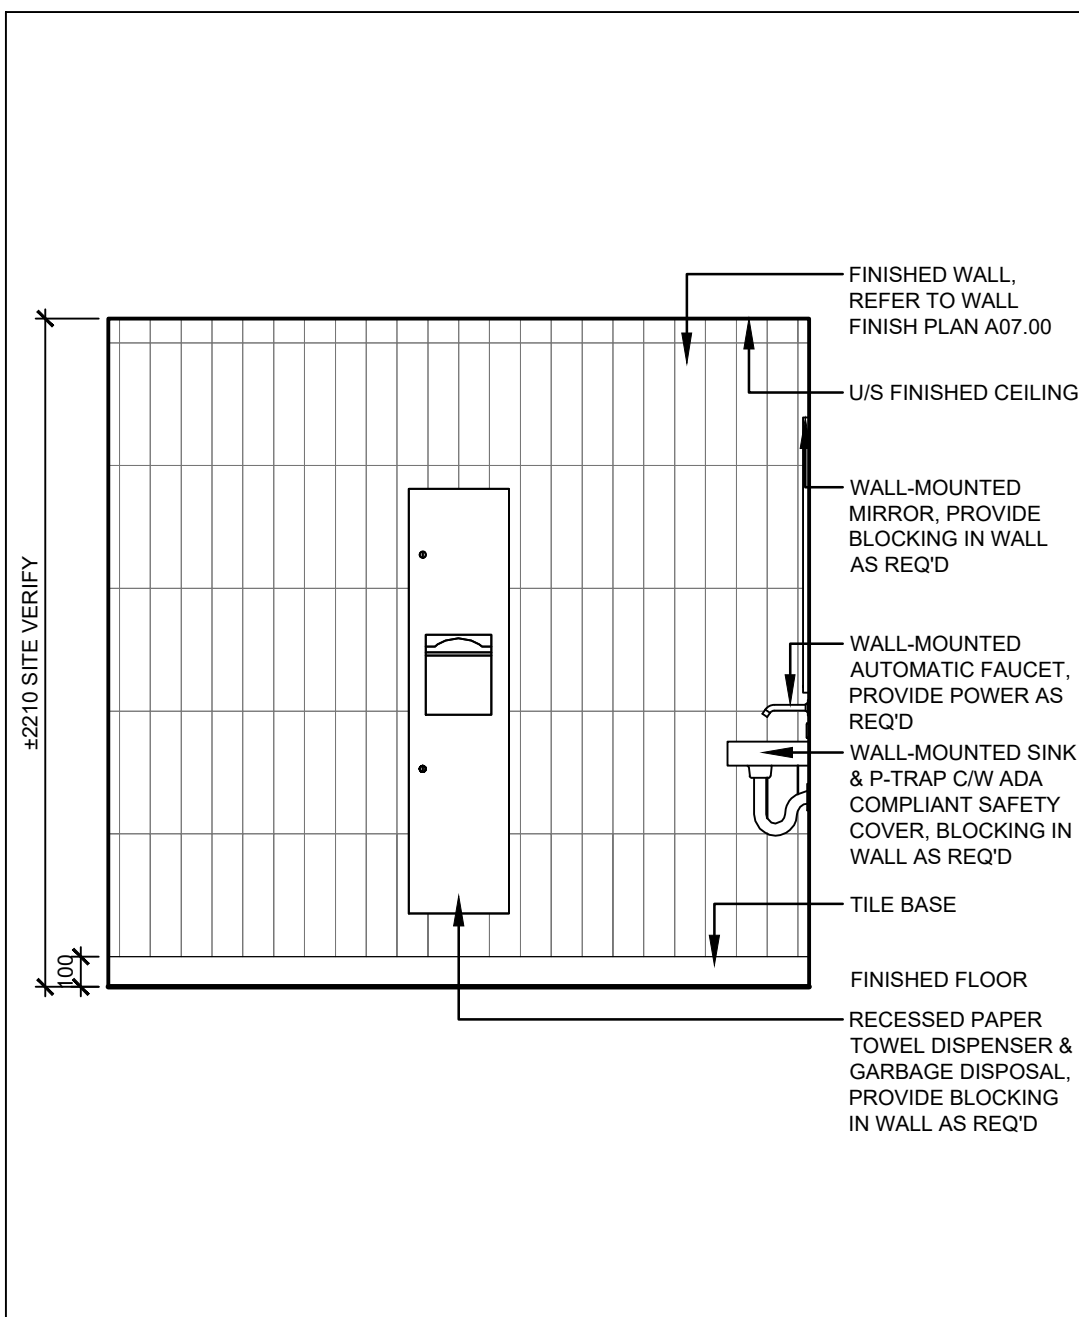 FINISHED WALL,
REFER TO WALL
FINISH PLAN A07.00
U/S FINISHED CEILING
WALL-MOUNTED
MIRROR, PROVIDE
BLOCKING IN WALL
AS REQ'D
WALL-MOUNTED
AUTOMATIC FAUCET,
PROVIDE POWER AS
REQ'D
WALL-MOUNTED SINK
& P-TRAP C/W ADA
COMPLIANT SAFETY
COVER, BLOCKING IN
WALL AS REQ'D
TILE BASE
FINISHED FLOOR
RECESSED PAPER
TOWEL DISPENSER &
GARBAGE DISPOSAL,
PROVIDE BLOCKING
IN WALL AS REQ'D
±2210 SITE VERIFY
100